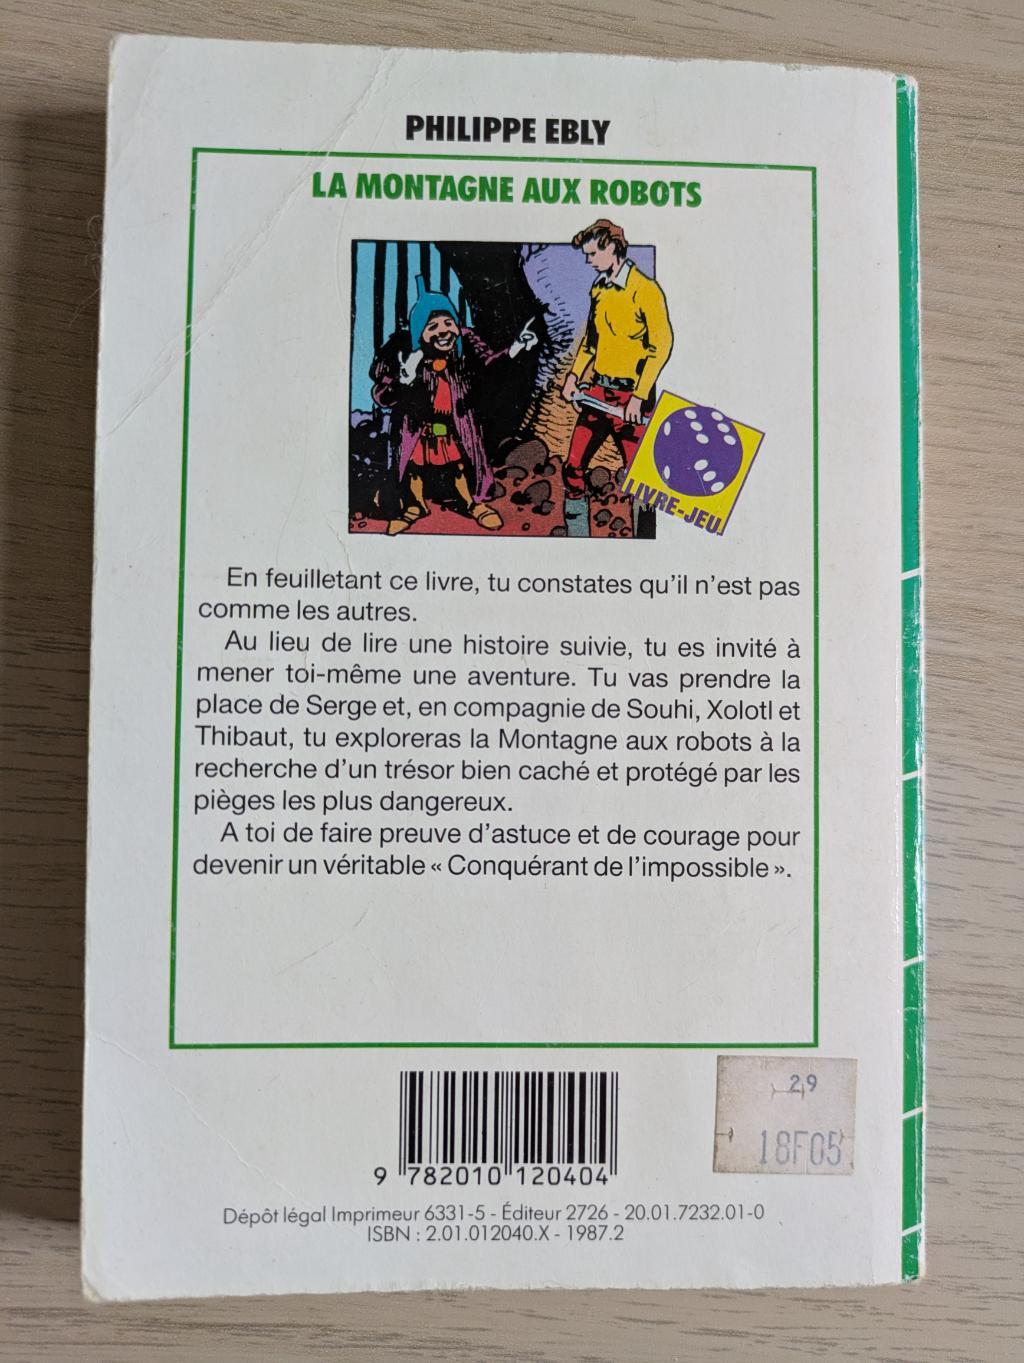 PHILIPPE EBLY
LA MONTAGNE AUX ROBOTS
LIVRE-JEU
En feuilletant ce livre, tu constates qu'il n'est pas
comme les autres.
Au lieu de lire une histoire suivie, tu es invité à
mener toi-même une aventure. Tu vas prendre la
place de Serge et, en compagnie de Souhi, Xolotl et
Thibaut, tu exploreras la Montagne aux robots à la
recherche d'un trésor bien caché et protégé par les
pièges les plus dangereux.
A toi de faire preuve d'astuce et de courage pour
devenir un véritable « Conquérant de l'impossible ».
2,9
18F05
9 782010 120404
Dépôt légal Imprimeur 6331-5 - Éditeur 2726 - 20.01.7232.01-0
ISBN : 2.01.012040.X - 1987.2